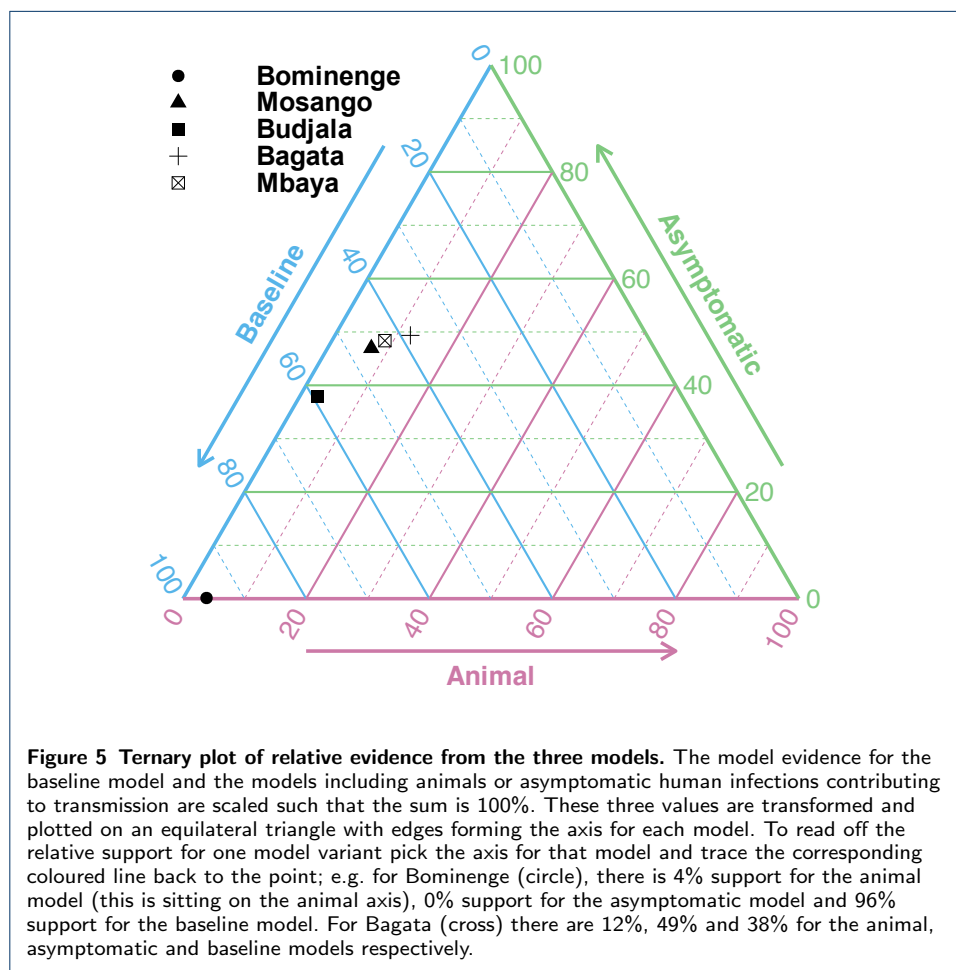 Bominenge
Mosango
Budjala
Bagata
Mbaya
0
20
40
60
80
100
Baseline
100
80
60
40
20
0
Asymptomatic
0
20
40
60
80
100
Animal
Figure 5 Ternary plot of relative evidence from the three models. The model evidence for the
baseline model and the models including animals or asymptomatic human infections contributing
to transmission are scaled such that the sum is 100%. These three values are transformed and
plotted on an equilateral triangle with edges forming the axis for each model. To read off the
relative support for one model variant pick the axis for that model and trace the corresponding
coloured line back to the point; e.g. for Bominenge (circle), there is 4% support for the animal
model (this is sitting on the animal axis), 0% support for the asymptomatic model and 96%
support for the baseline model. For Bagata (cross) there are 12%, 49% and 38% for the animal,
asymptomatic and baseline models respectively.